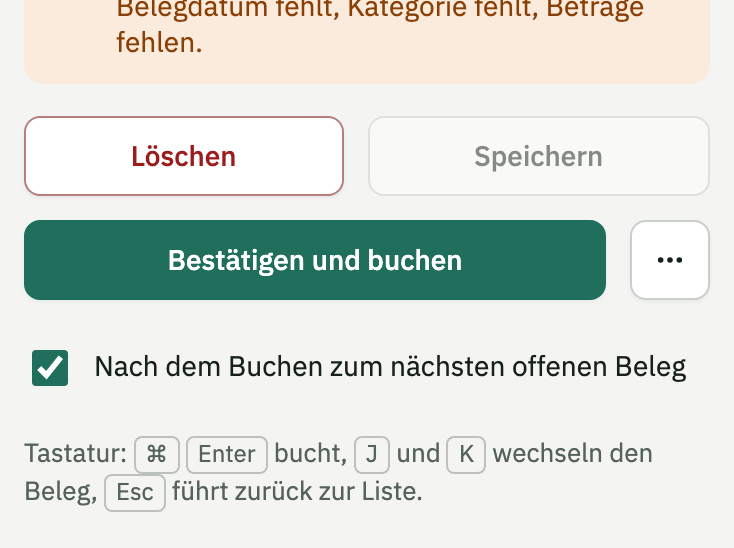 Belegdatum fehlt, Kategorie fehlt, Beträge
fehlen.
Löschen
Speichern
Bestätigen und buchen
...
Nach dem Buchen zum nächsten offenen Beleg
Tastatur: ⌘ Enter bucht, J und K wechseln den
Beleg, Esc führt zurück zur Liste.